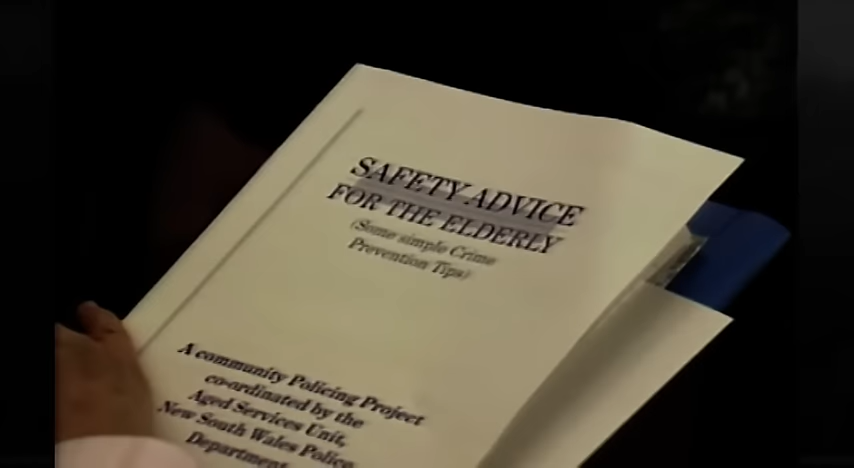 SAFETY ADVICE
FOR THE ELDERLY
(Some simple Crime
Prevention Tips)
A community Policing Project
co-ordinated by the
Aged Services Unit,
New South Wales Police
Department